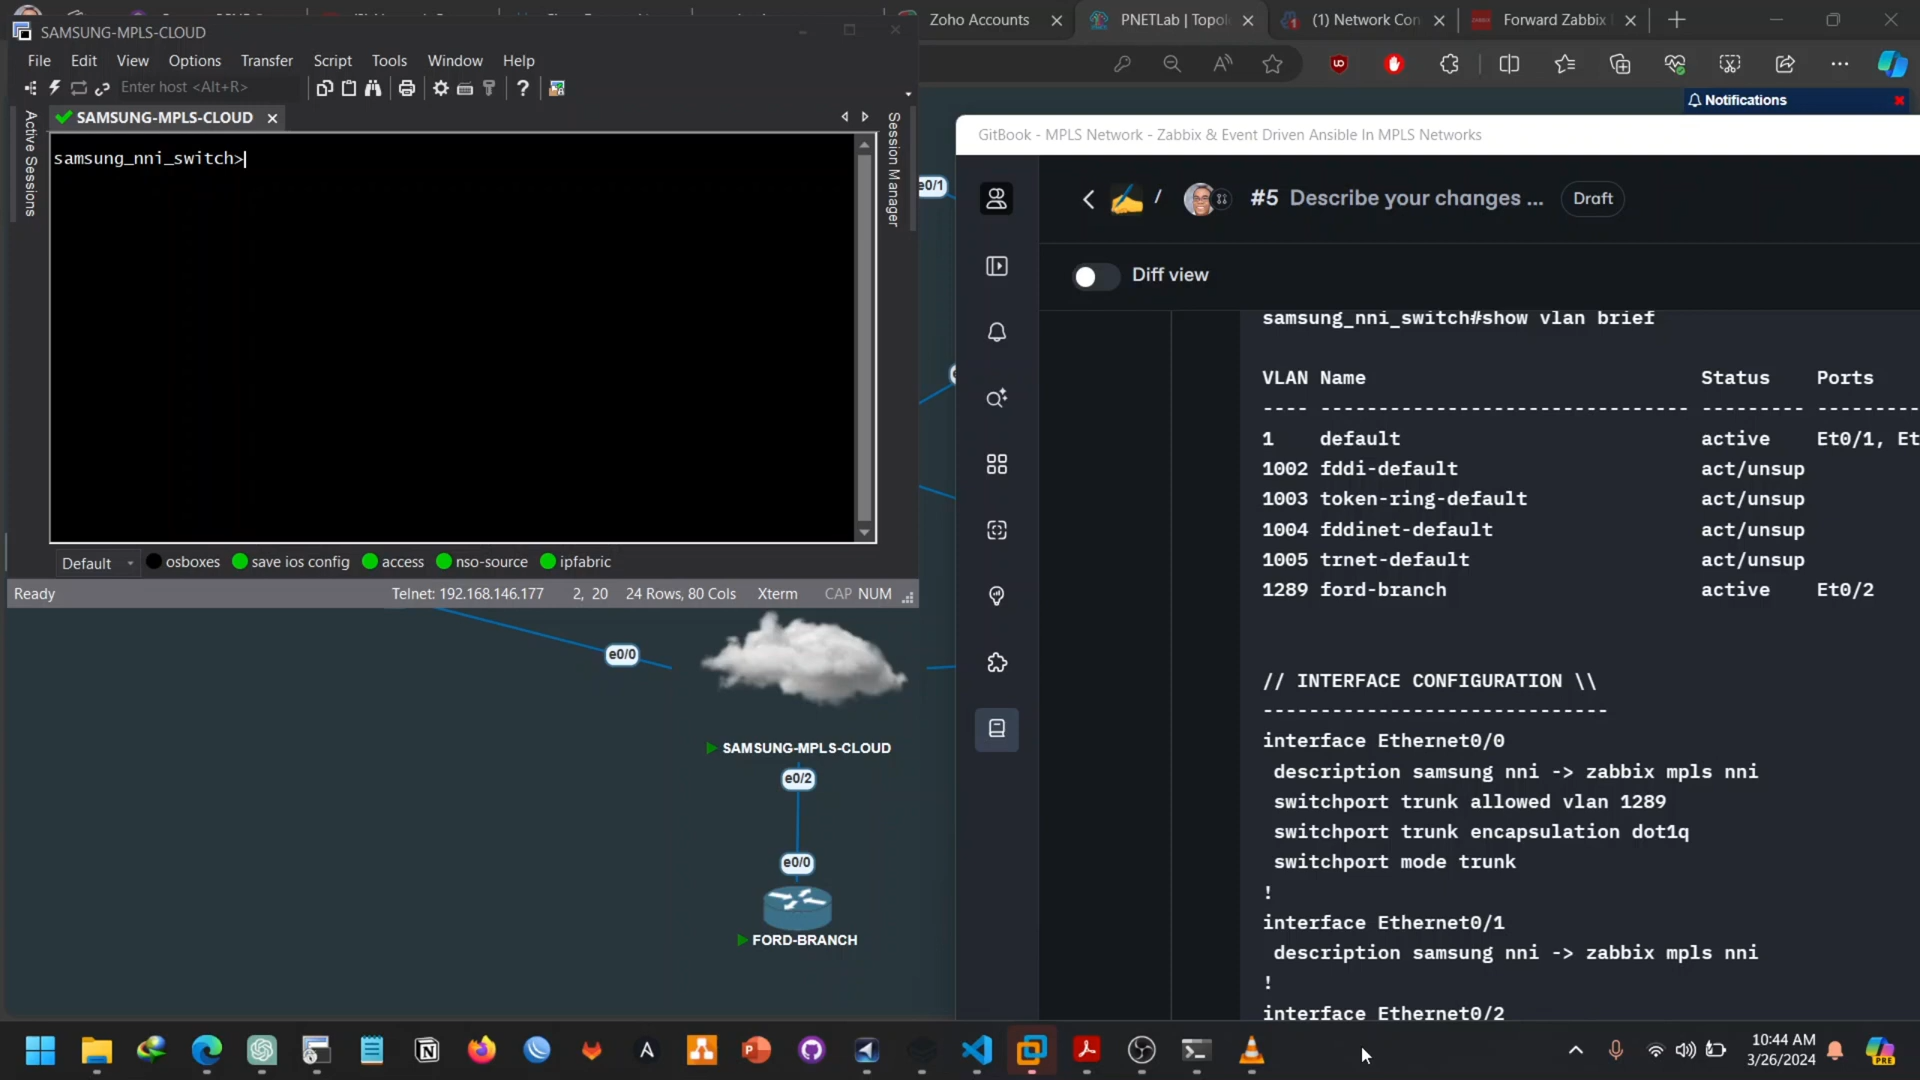 SAMSUNG-MPLS-CLOUD
Zoho Accounts
PNETLab | Topol
(1) Network Con
Forward Zabbix
File Edit View Options Transfer Script Tools Window Help
Enter host <Alt+R>
SAMSUNG-MPLS-CLOUD
Active Sessions
Session Manager
samsung_nni_switch>
Default osboxes save ios config access nso-source ipfabric
Ready Telnet: 192.168.146.177 2, 20 24 Rows, 80 Cols Xterm CAP NUM
Notifications
GitBook - MPLS Network - Zabbix & Event Driven Ansible In MPLS Networks
/ #5 Describe your changes ... Draft
Diff view
samsung_nni_switch#show vlan brief
VLAN Name Status Ports
---- -------------------------------- --------- ---------
1 default active Et0/1, Et
1002 fddi-default act/unsup
1003 token-ring-default act/unsup
1004 fddinet-default act/unsup
1005 trnet-default act/unsup
1289 ford-branch active Et0/2
// INTERFACE CONFIGURATION \\
------------------------------
interface Ethernet0/0
description samsung nni -> zabbix mpls nni
switchport trunk allowed vlan 1289
switchport trunk encapsulation dot1q
switchport mode trunk
!
interface Ethernet0/1
description samsung nni -> zabbix mpls nni
!
interface Ethernet0/2
e0/1
e0/0
SAMSUNG-MPLS-CLOUD
e0/2
e0/0
FORD-BRANCH
10:44 AM
3/26/2024